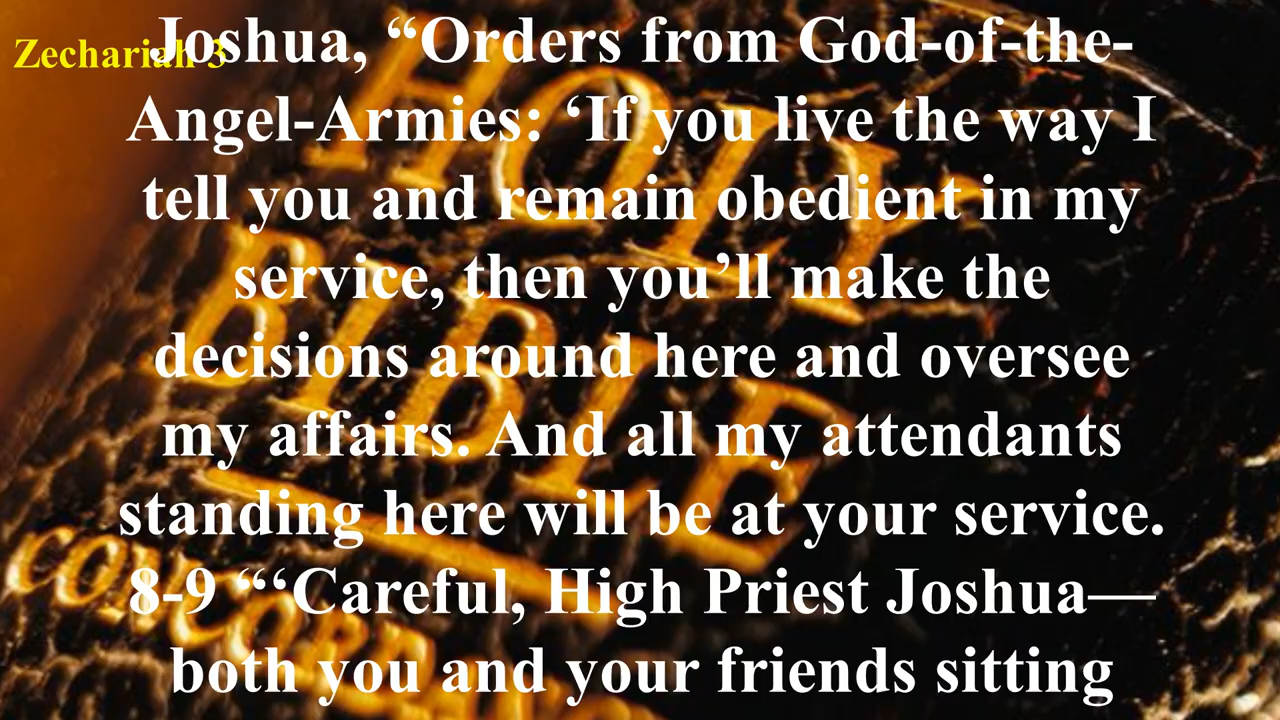 Zechariah 3
Joshua, “Orders from God-of-the-
Angel-Armies: ‘If you live the way I
tell you and remain obedient in my
service, then you’ll make the
decisions around here and oversee
my affairs. And all my attendants
standing here will be at your service.
8-9 “‘Careful, High Priest Joshua—
both you and your friends sitting
HOLY
BIBLE